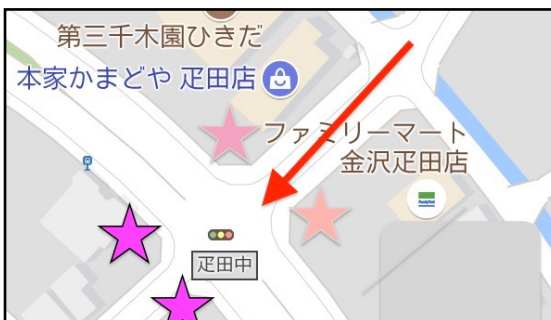 第三千木園ひきだ
本家かまどや 疋田店
ファミリーマート
金沢疋田店
疋田中